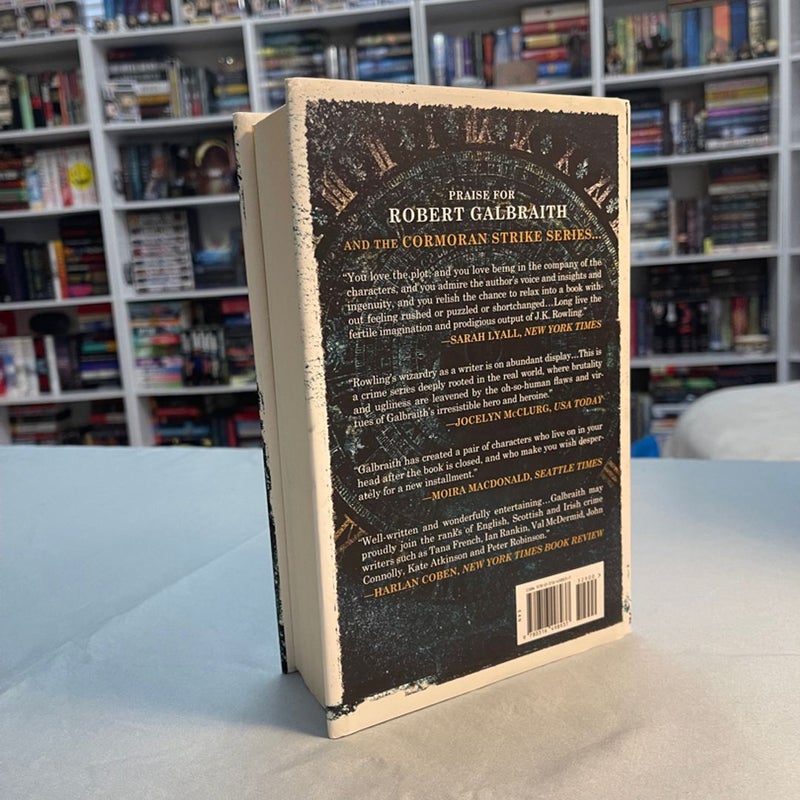 PRAISE FOR
ROBERT GALBRAITH
AND THE CORMORAN STRIKE SERIES...
"You love the plot; and you love being in the company of the
characters, and you admire the author's voice and insights and
ingenuity, and you relish the chance to relax into a book with-
out feeling rushed or puzzled or shortchanged...Long live the
fertile imagination and prodigious output of J.K. Rowling."
—SARAH LYALL, NEW YORK TIMES
"Rowling's wizardry as a writer is on abundant display...This is
a crime series deeply rooted in the real world, where brutality
and ugliness are leavened by the oh-so-human flaws and vir-
tues of Galbraith's irresistible hero and heroine."
—JOCELYN McCLURG, USA TODAY
"Galbraith has created a pair of characters who live on in your
head after the book is closed, and who make you wish desper-
ately for a new installment."
—MOIRA MACDONALD, SEATTLE TIMES
"Well-written and wonderfully entertaining...Galbraith may
proudly join the ranks of English, Scottish and Irish crime
writers such as Tana French, Ian Rankin, Val McDermid, John
Connolly, Kate Atkinson and Peter Robinson."
—HARLAN COBEN, NEW YORK TIMES BOOK REVIEW